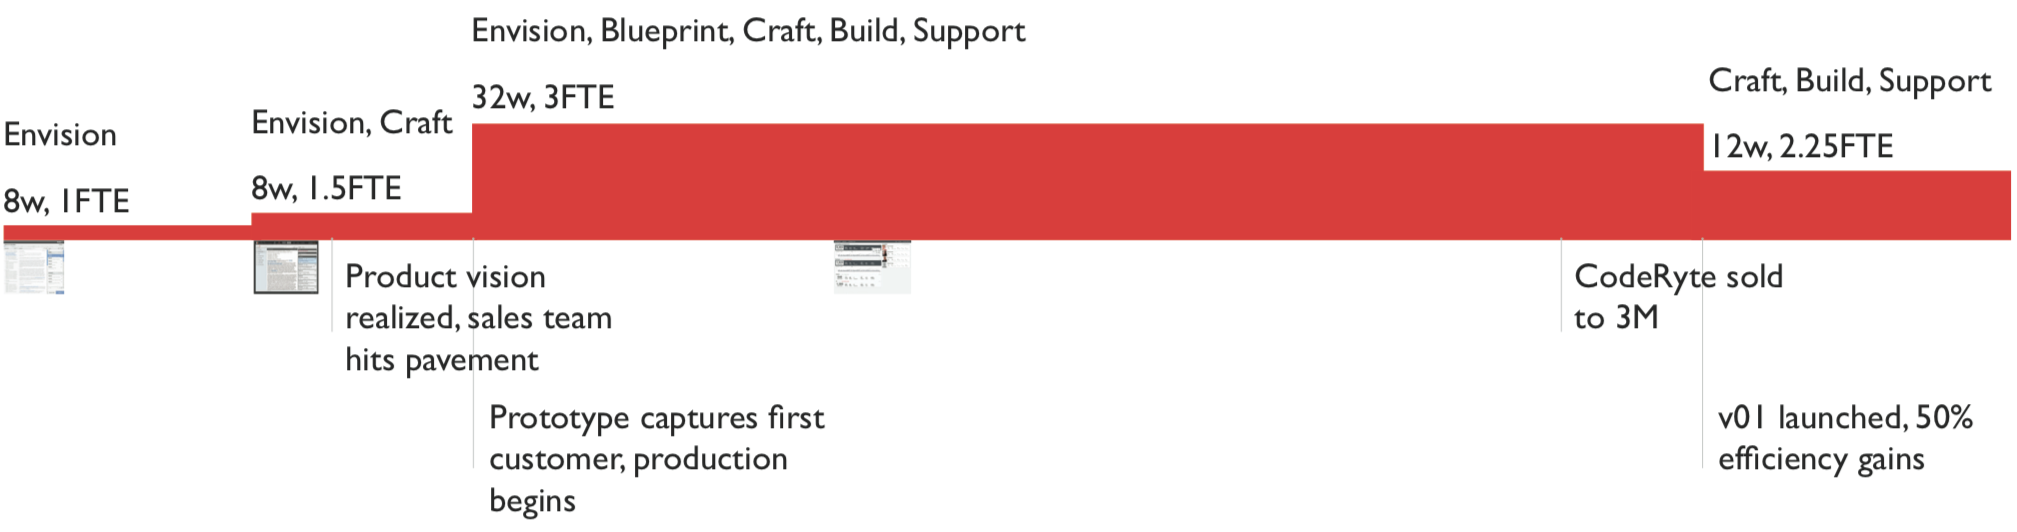 Envision
8w, 1FTE
Envision, Craft
8w, 1.5FTE
Envision, Blueprint, Craft, Build, Support
32w, 3FTE
Craft, Build, Support
12w, 2.25FTE
Product vision
realized, sales team
hits pavement
Prototype captures first
customer, production
begins
CodeRyte sold
to 3M
v01 launched, 50%
efficiency gains